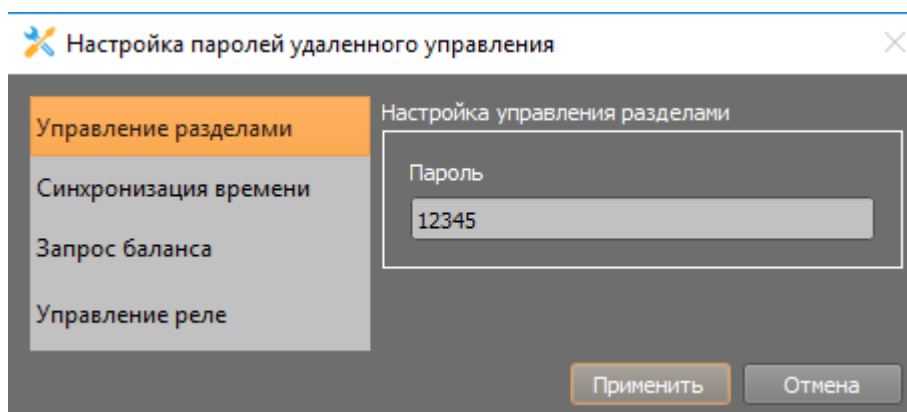 Настройка паролей удаленного управления
Управление разделами
Синхронизация времени
Запрос баланса
Управление реле
Настройка управления разделами
Пароль
12345
Применить
Отмена